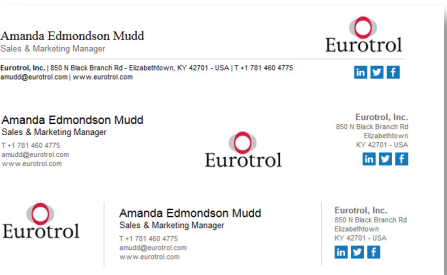 Amanda Edmondson Mudd
Sales & Marketing Manager
Eurotrol, Inc. | 850 N Black Branch Rd - Elizabethtown, KY 42701 - USA | T +1 781 460 4775
amudd@eurotrol.com | www.eurotrol.com
Eurotrol
in f
Amanda Edmondson Mudd
Sales & Marketing Manager
T +1 781 460 4775
amudd@eurotrol.com
www.eurotrol.com
Eurotrol
Eurotrol, Inc.
850 N Black Branch Rd
Elizabethtown
KY 42701 - USA
in f
Eurotrol
Amanda Edmondson Mudd
Sales & Marketing Manager
T +1 781 460 4775
amudd@eurotrol.com
www.eurotrol.com
Eurotrol, Inc.
850 N Black Branch Rd
Elizabethtown
KY 42701 - USA
in f